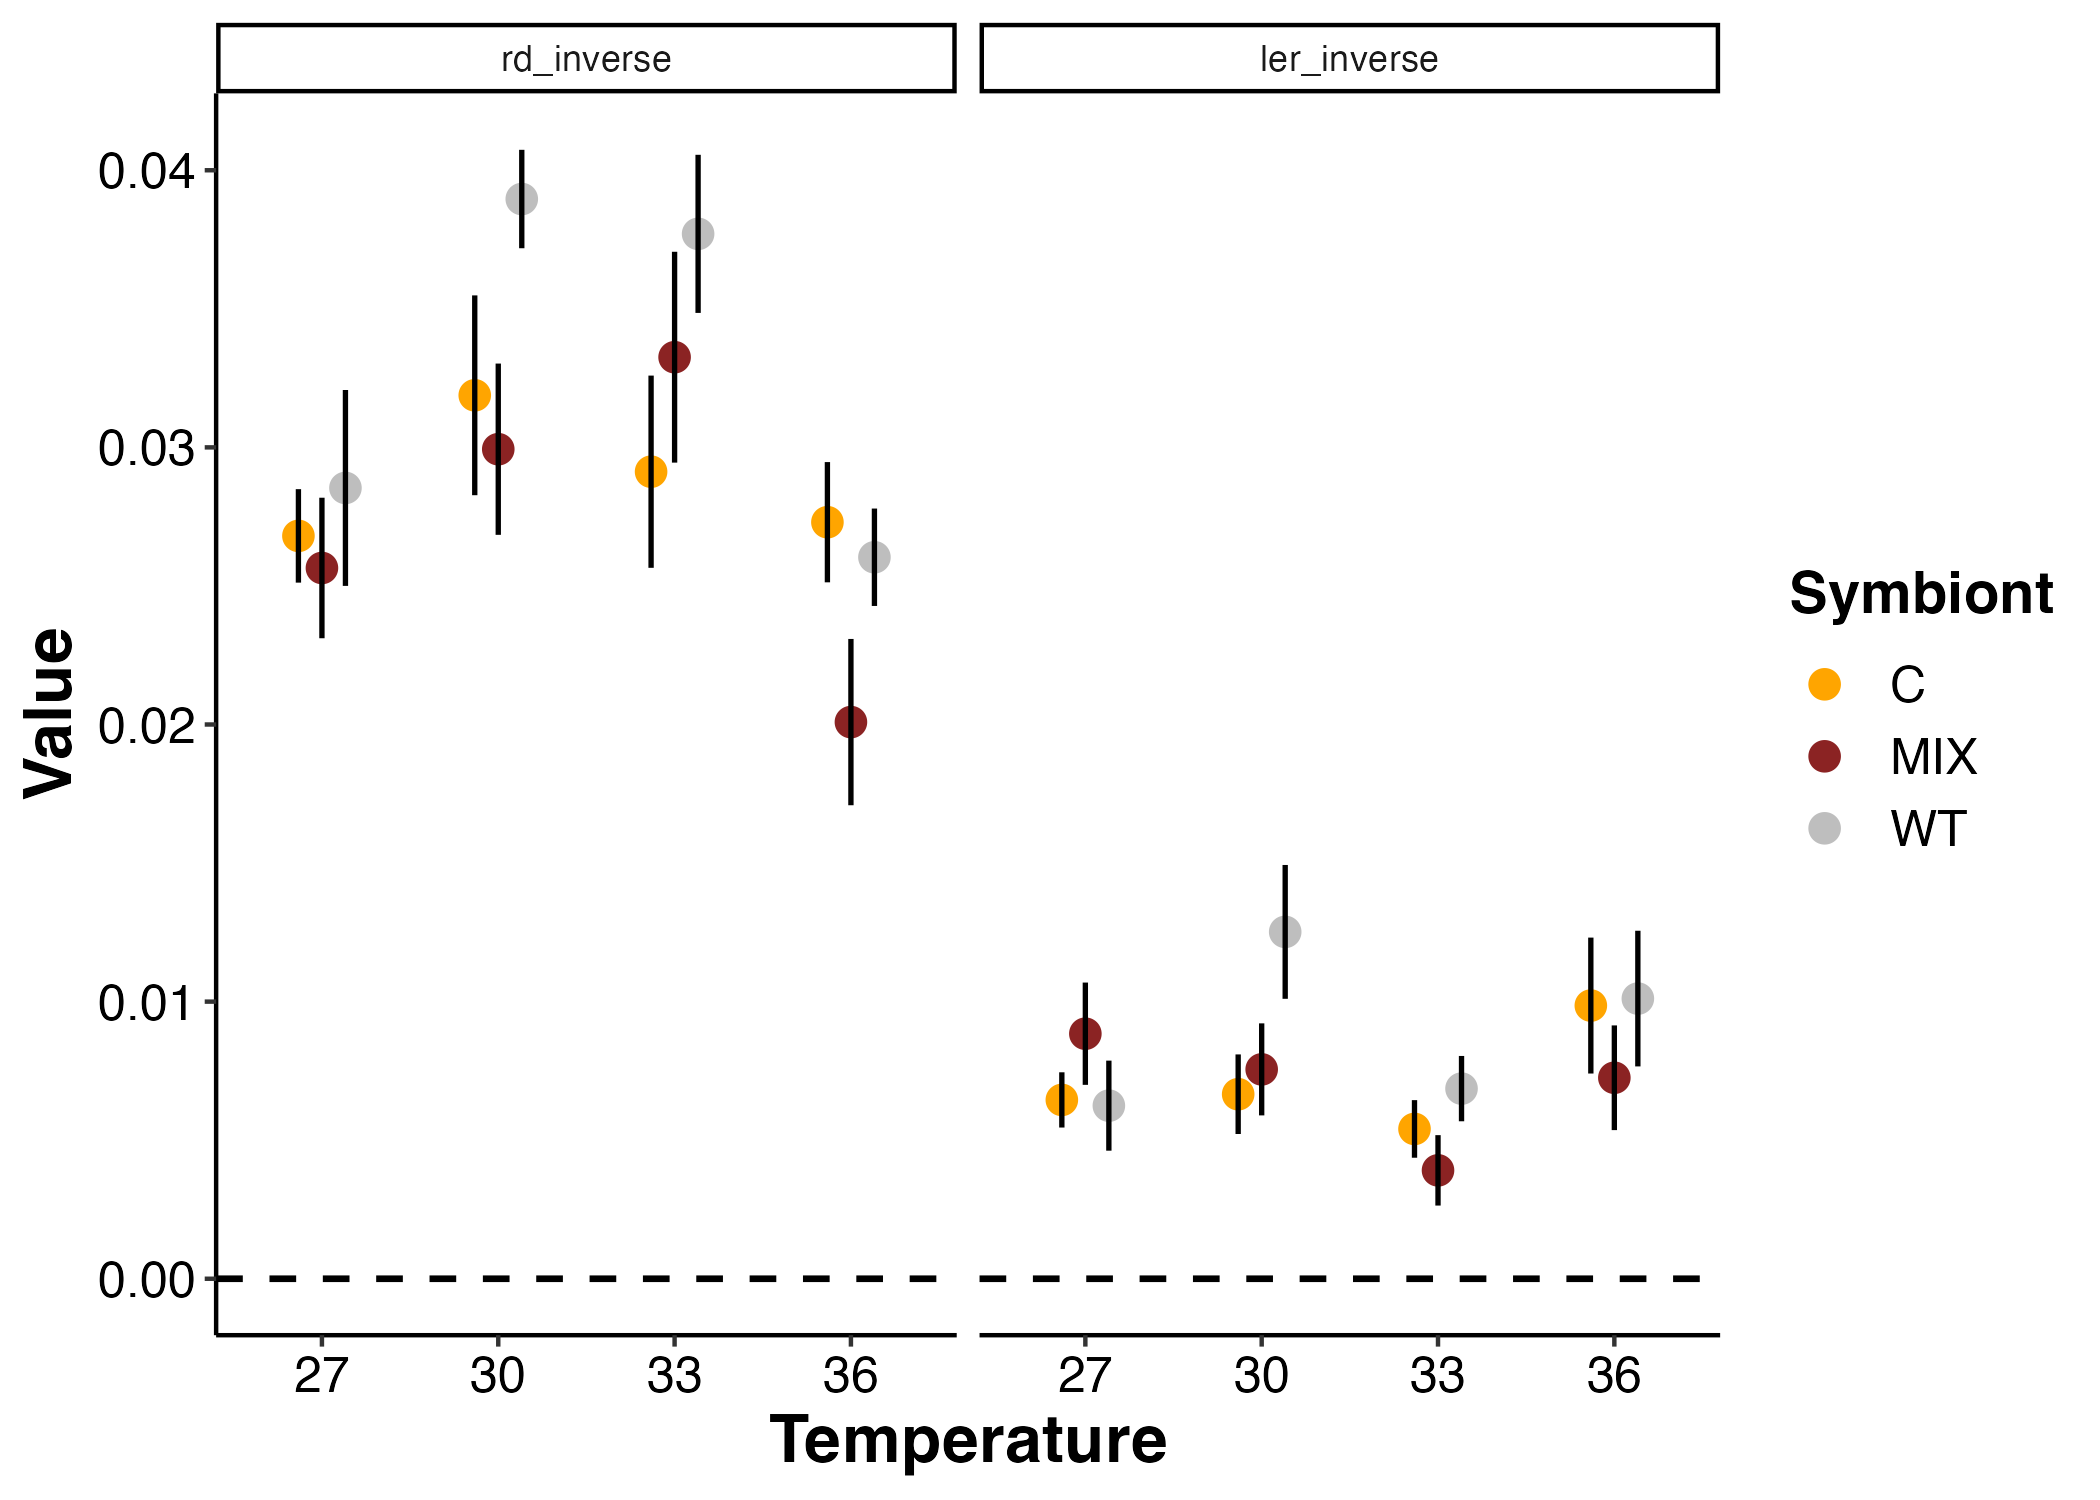 rd_inverse
ler_inverse
Value
0.04
0.03
0.02
0.01
0.00
27 30 33 36
27 30 33 36
Temperature
Symbiont
C
MIX
WT